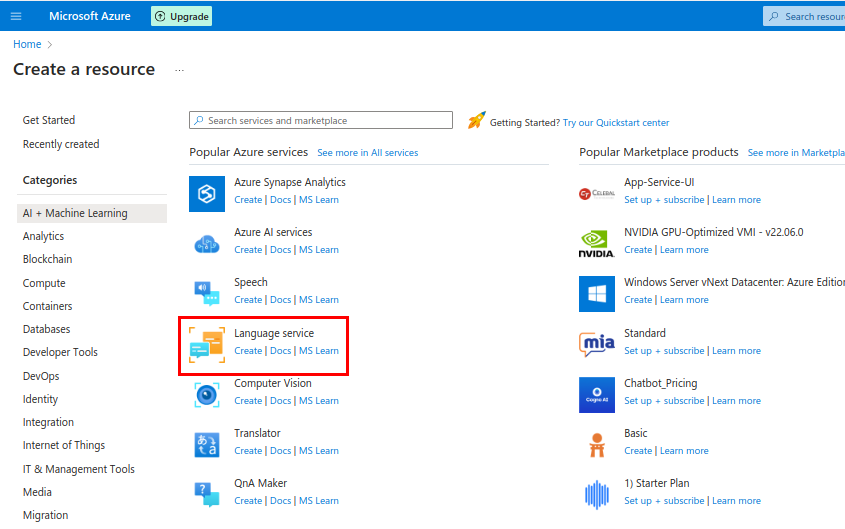 Microsoft Azure
Upgrade
Search resour
Home
Create a resource
...
Get Started
Recently created
Categories
AI + Machine Learning
Analytics
Blockchain
Compute
Containers
Databases
Developer Tools
DevOps
Identity
Integration
Internet of Things
IT & Management Tools
Media
Migration
Search services and marketplace
Getting Started? Try our Quickstart center
Popular Azure services See more in All services
Azure Synapse Analytics
Create | Docs | MS Learn
Azure AI services
Create | Docs | MS Learn
Speech
Create | Docs | MS Learn
Language service
Create | Docs | MS Learn
Computer Vision
Create | Docs | MS Learn
Translator
Create | Docs | MS Learn
QnA Maker
Create | Docs | MS Learn
Popular Marketplace products See more in Marketpla
CT CELEBAL
App-Service-UI
Set up + subscribe | Learn more
NVIDIA
NVIDIA GPU-Optimized VMI - v22.06.0
Create | Learn more
Windows Server vNext Datacenter: Azure Edition
Create | Learn more
mia
Standard
Set up + subscribe | Learn more
Cogno AI
Chatbot_Pricing
Set up + subscribe | Learn more
Basic
Create | Learn more
1) Starter Plan
Set up + subscribe | Learn more